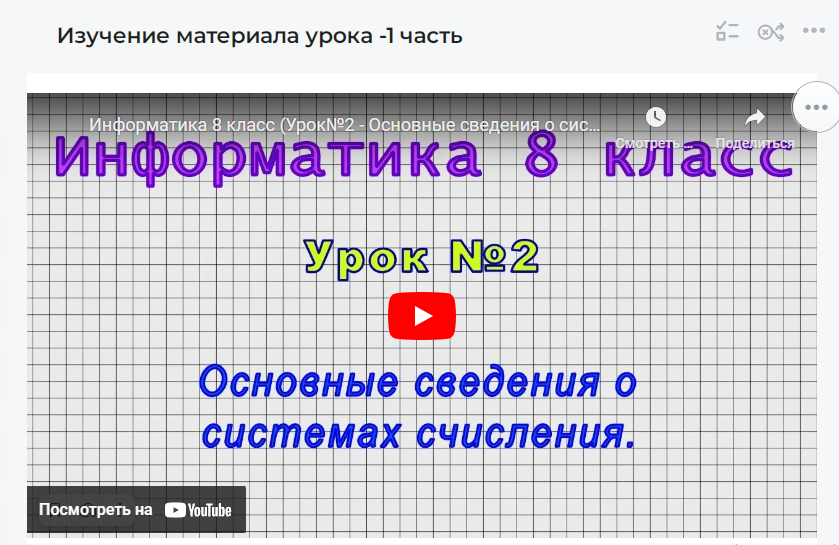 Изучение материала урока -1 часть
Информатика 8 класс (Урок№2 - Основные сведения о сис...
Смотреть ...
Поделиться
Информатика 8 класс
Урок №2
Основные сведения о
системах счисления.
Посмотреть на YouTube